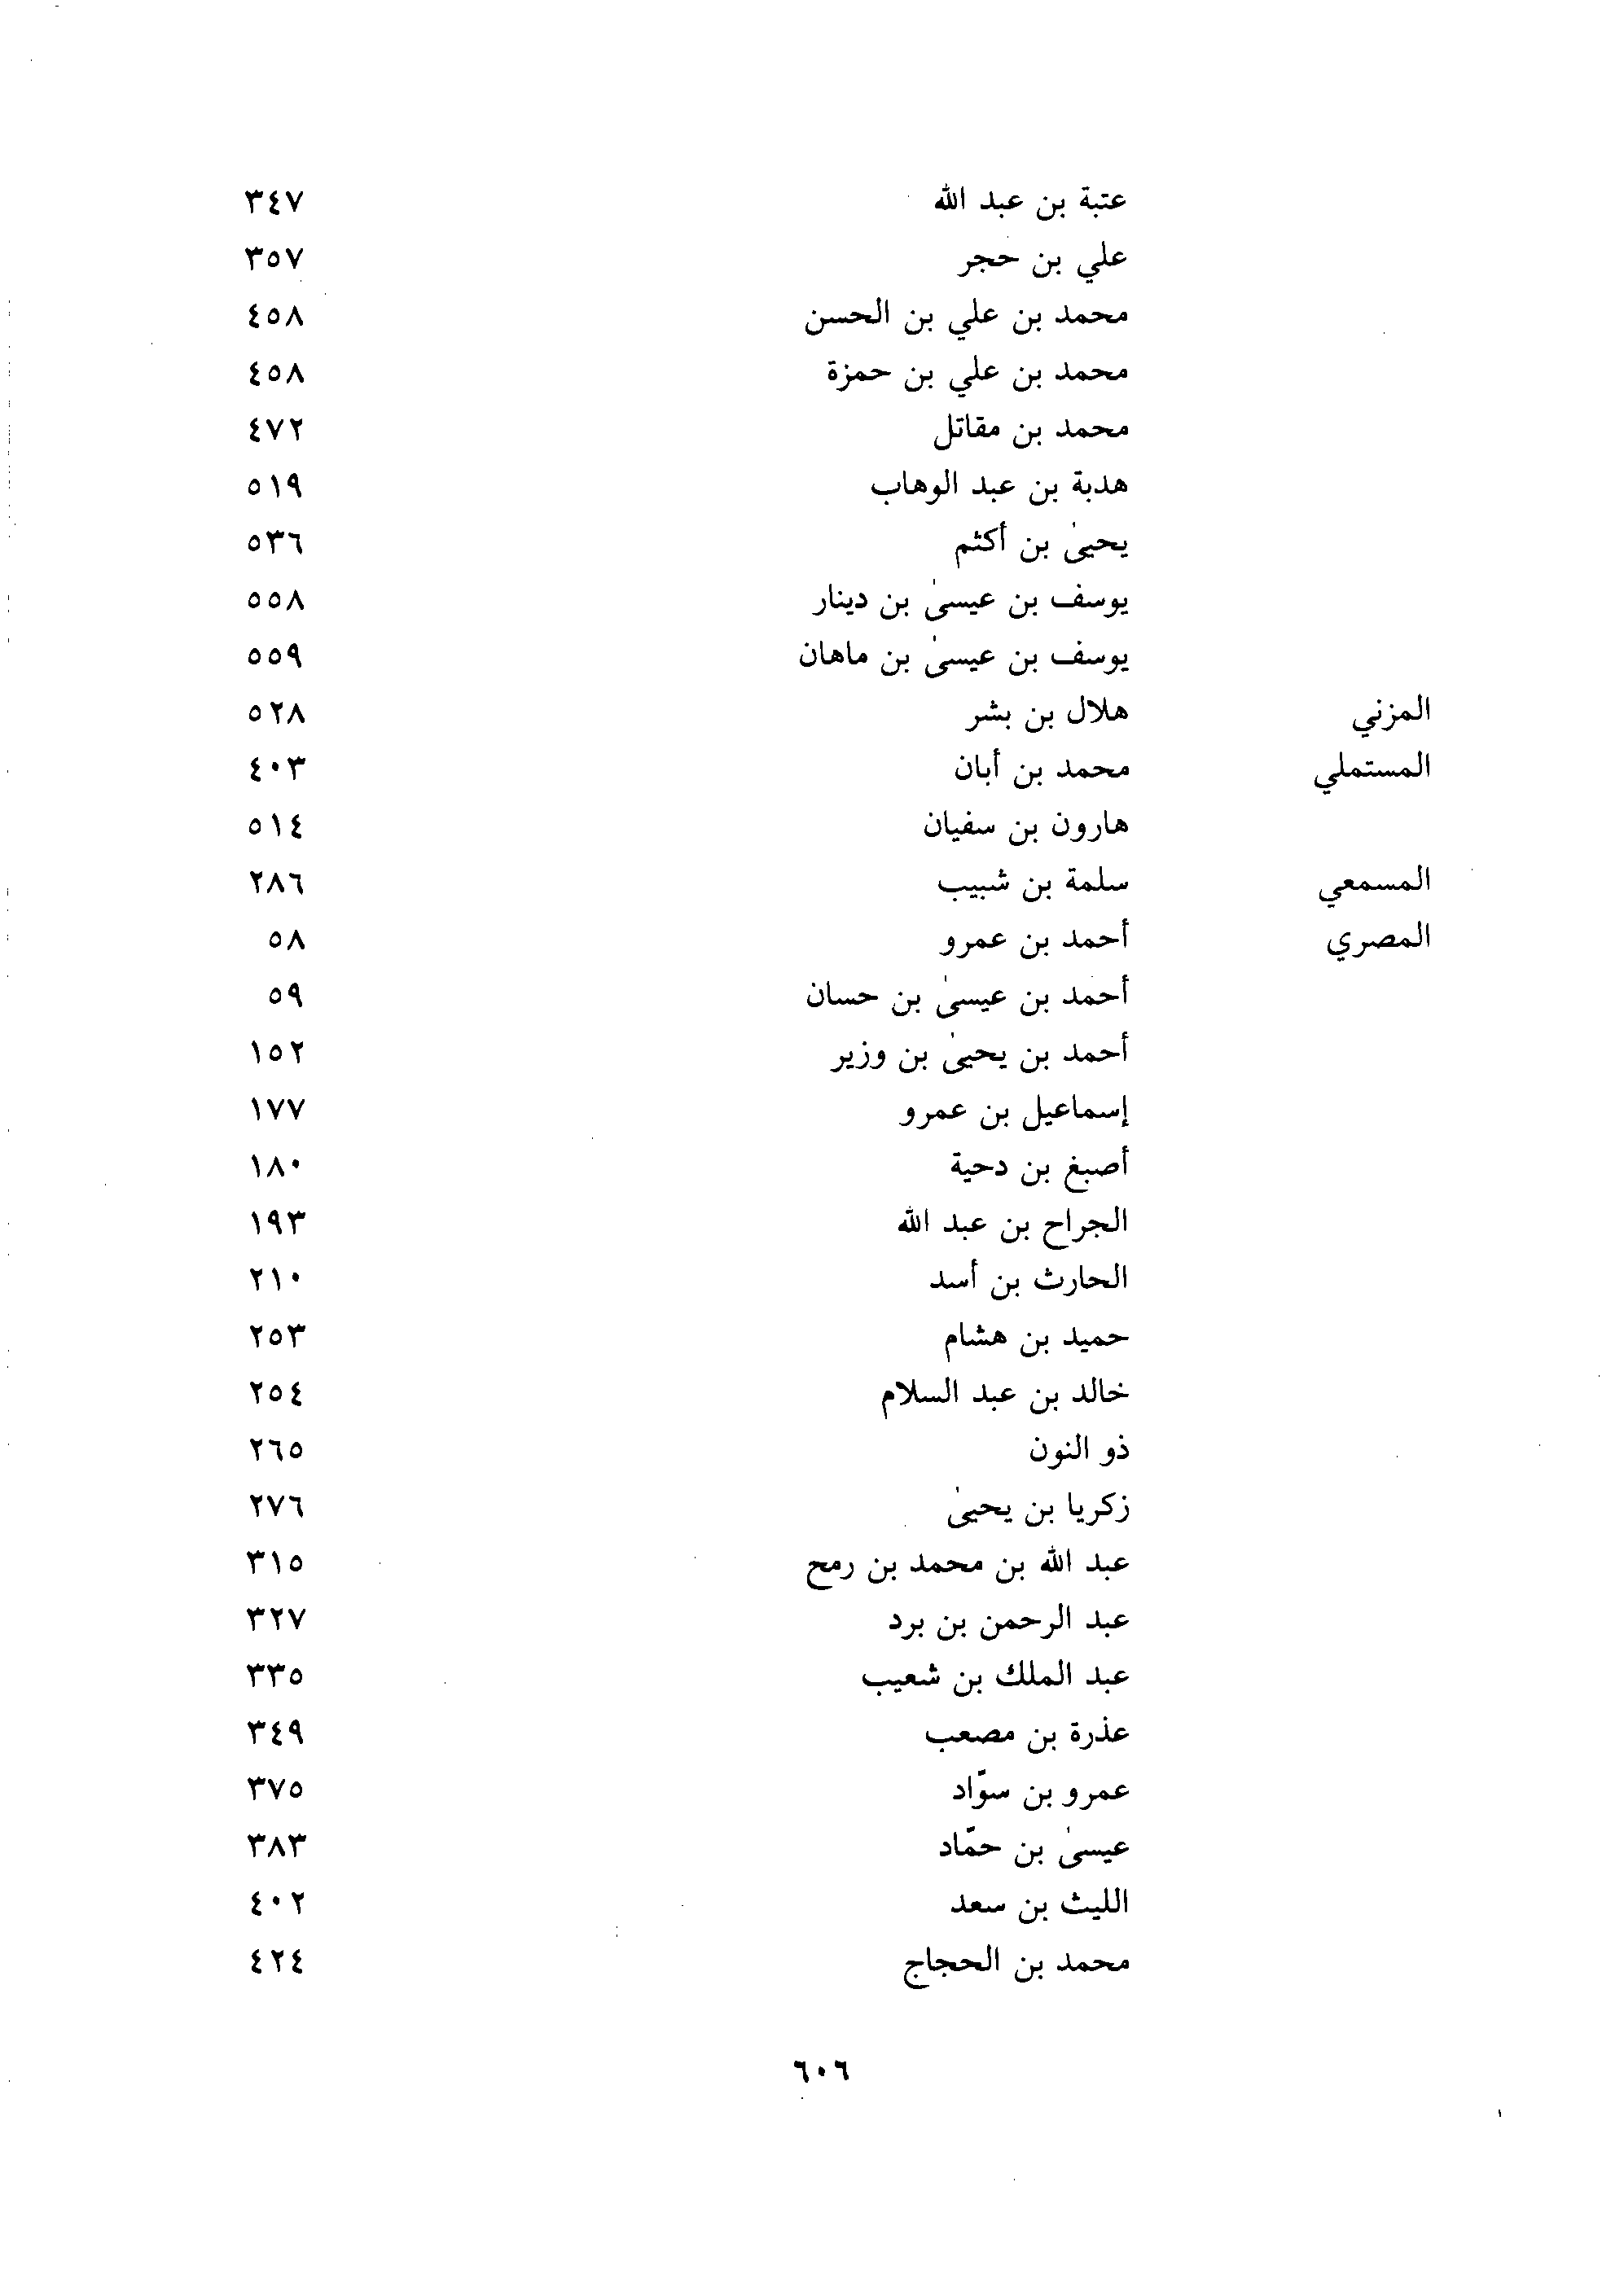 عتبة بن عبد الله ٣٤٧
علي بن حجر ٣٥٧
محمد بن علي بن الحسن ٤٥٨
محمد بن علي بن حمزة ٤٥٨
محمد بن مقاتل ٤٧٢
هدبة بن عبد الوهاب ٥١٩
يحيىٰ بن أكثم ٥٣٦
يوسف بن عيسىٰ بن دينار ٥٥٨
يوسف بن عيسىٰ بن ماهان ٥٥٩
المزني هلال بن بشر ٥٢٨
المستملي محمد بن أبان ٤٠٣
هارون بن سفيان ٥١٤
المسمعي سلمة بن شبيب ٢٨٦
المصري أحمد بن عمرو ٥٨
أحمد بن عيسىٰ بن حسان ٥٩
أحمد بن يحيىٰ بن وزير ١٥٢
إسماعيل بن عمرو ١٧٧
أصبغ بن دحية ١٨٠
الجراح بن عبد الله ١٩٣
الحارث بن أسد ٢١٠
حميد بن هشام ٢٥٣
خالد بن عبد السلام ٢٥٤
ذو النون ٢٦٥
زكريا بن يحيىٰ ٢٧٦
عبد الله بن محمد بن رمح ٣١٥
عبد الرحمن بن برد ٣٢٧
عبد الملك بن شعيب ٣٣٥
عذرة بن مصعب ٣٤٩
عمرو بن سوّاد ٣٧٥
عيسىٰ بن حمّاد ٣٨٣
الليث بن سعد ٤٠٢
محمد بن الحجاج ٤٢٤
٦٠٦